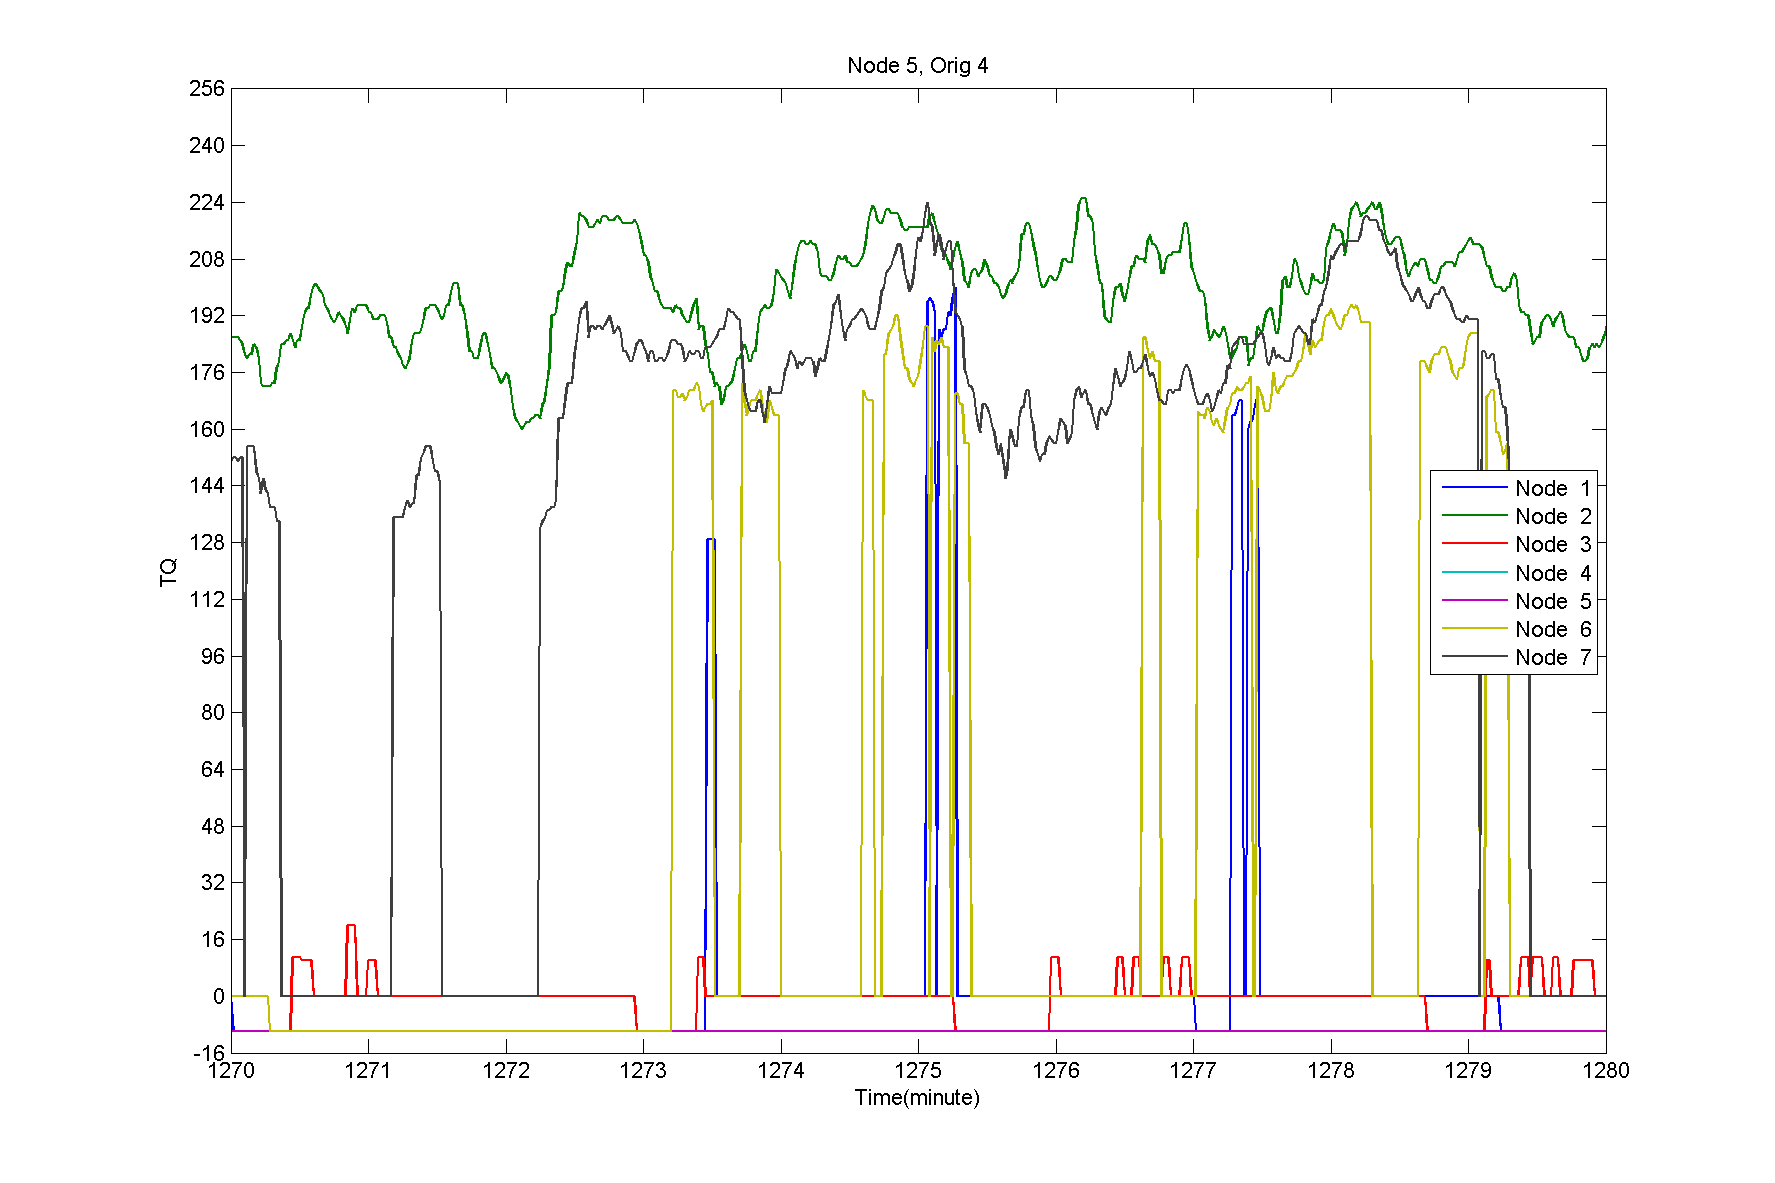 Node 5, Orig 4
256
240
224
208
192
176
160
144
128
112
96
80
64
48
32
16
0
-16
TQ
Node 1
Node 2
Node 3
Node 4
Node 5
Node 6
Node 7
1270 1271 1272 1273 1274 1275 1276 1277 1278 1279 1280
Time(minute)